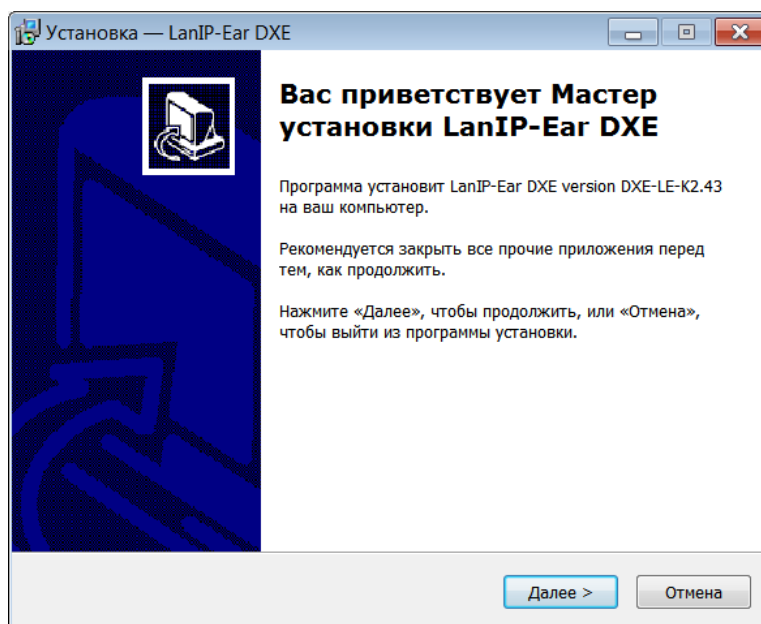 Установка — LanIP-Ear DXE
Вас приветствует Мастер
установки LanIP-Ear DXE
Программа установит LanIP-Ear DXE version DXE-LE-K2.43
на ваш компьютер.
Рекомендуется закрыть все прочие приложения перед
тем, как продолжить.
Нажмите «Далее», чтобы продолжить, или «Отмена»,
чтобы выйти из программы установки.
Далее >
Отмена